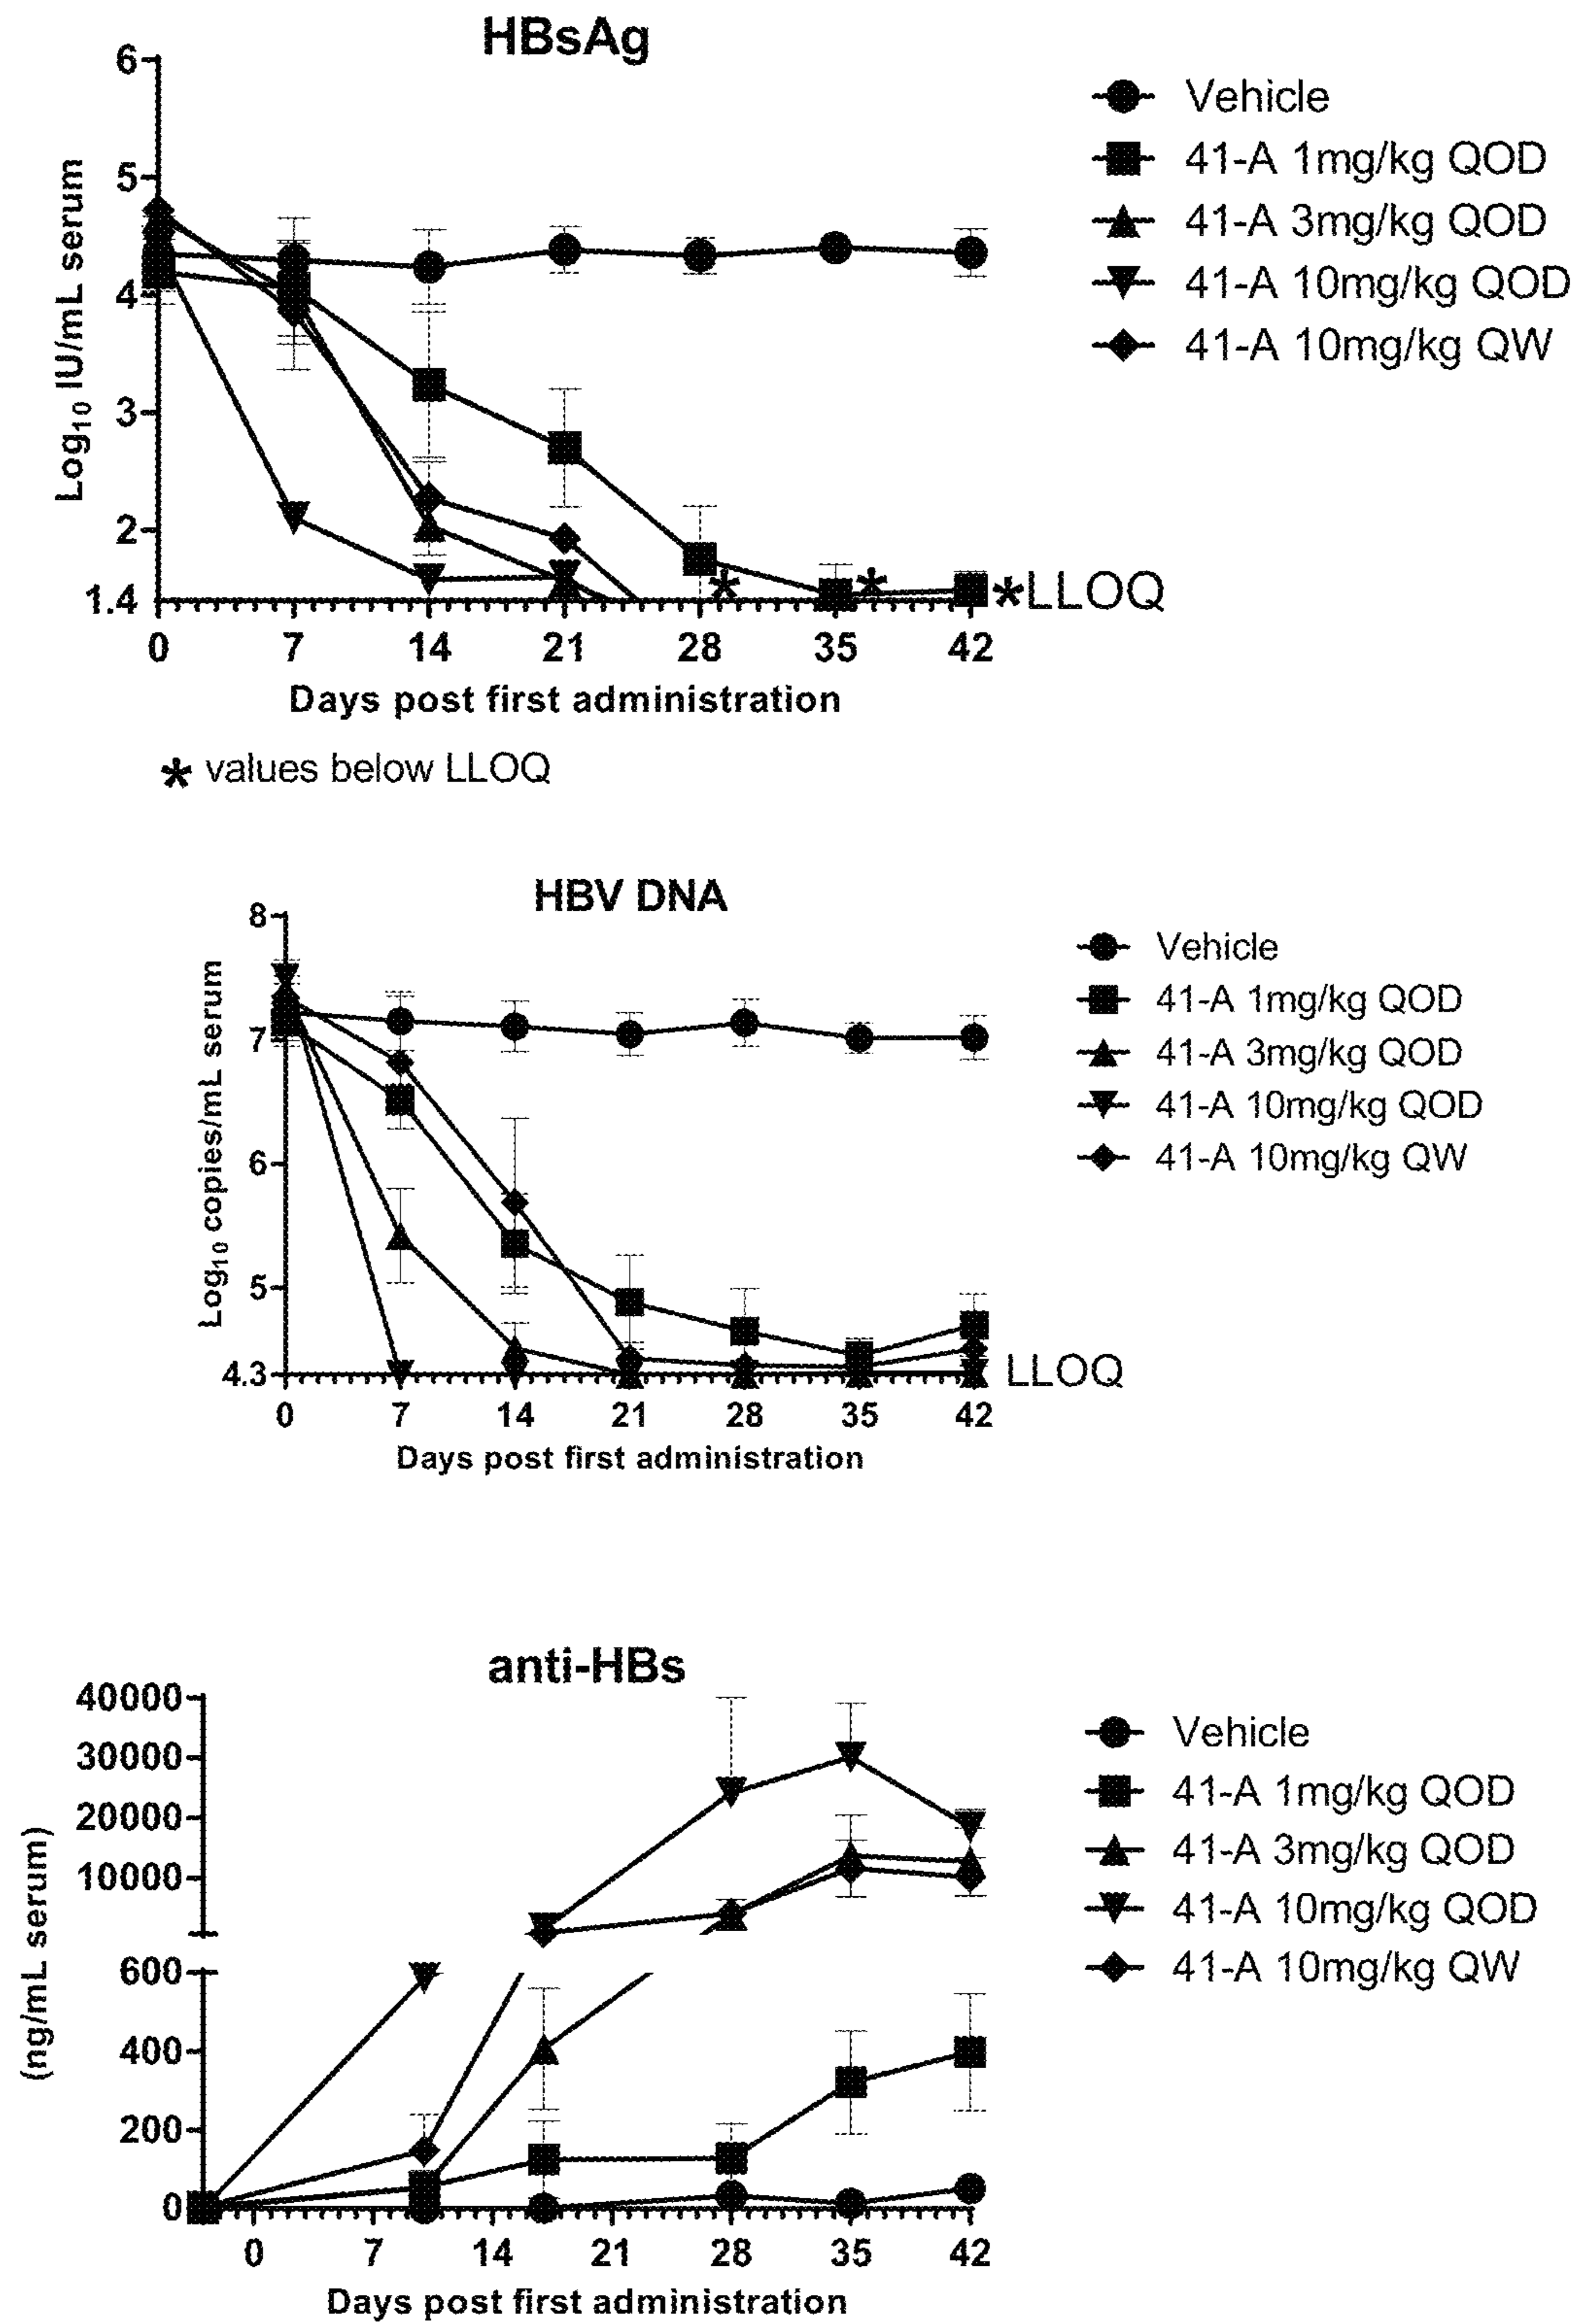 HBsAg
6
5
4
3
2
1.4
Log10 IU/mL serum
0 7 14 21 28 35 42
Days post first administration
* * *LLOQ
* values below LLOQ
Vehicle
41-A 1mg/kg QOD
41-A 3mg/kg QOD
41-A 10mg/kg QOD
41-A 10mg/kg QW
HBV DNA
8
7
6
5
4.3
Log10 copies/mL serum
0 7 14 21 28 35 42
Days post first administration
LLOQ
Vehicle
41-A 1mg/kg QOD
41-A 3mg/kg QOD
41-A 10mg/kg QOD
41-A 10mg/kg QW
anti-HBs
40000
30000
20000
10000
600
400
200
0
(ng/mL serum)
0 7 14 21 28 35 42
Days post first administration
Vehicle
41-A 1mg/kg QOD
41-A 3mg/kg QOD
41-A 10mg/kg QOD
41-A 10mg/kg QW